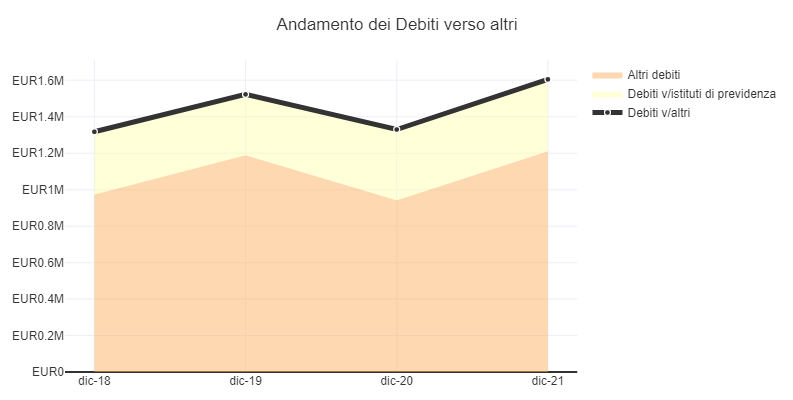 Andamento dei Debiti verso altri
EUR1.6M
EUR1.4M
EUR1.2M
EUR1M
EUR0.8M
EUR0.6M
EUR0.4M
EUR0.2M
EUR0
dic-18 dic-19 dic-20 dic-21
Altri debiti
Debiti v/istituti di previdenza
Debiti v/altri